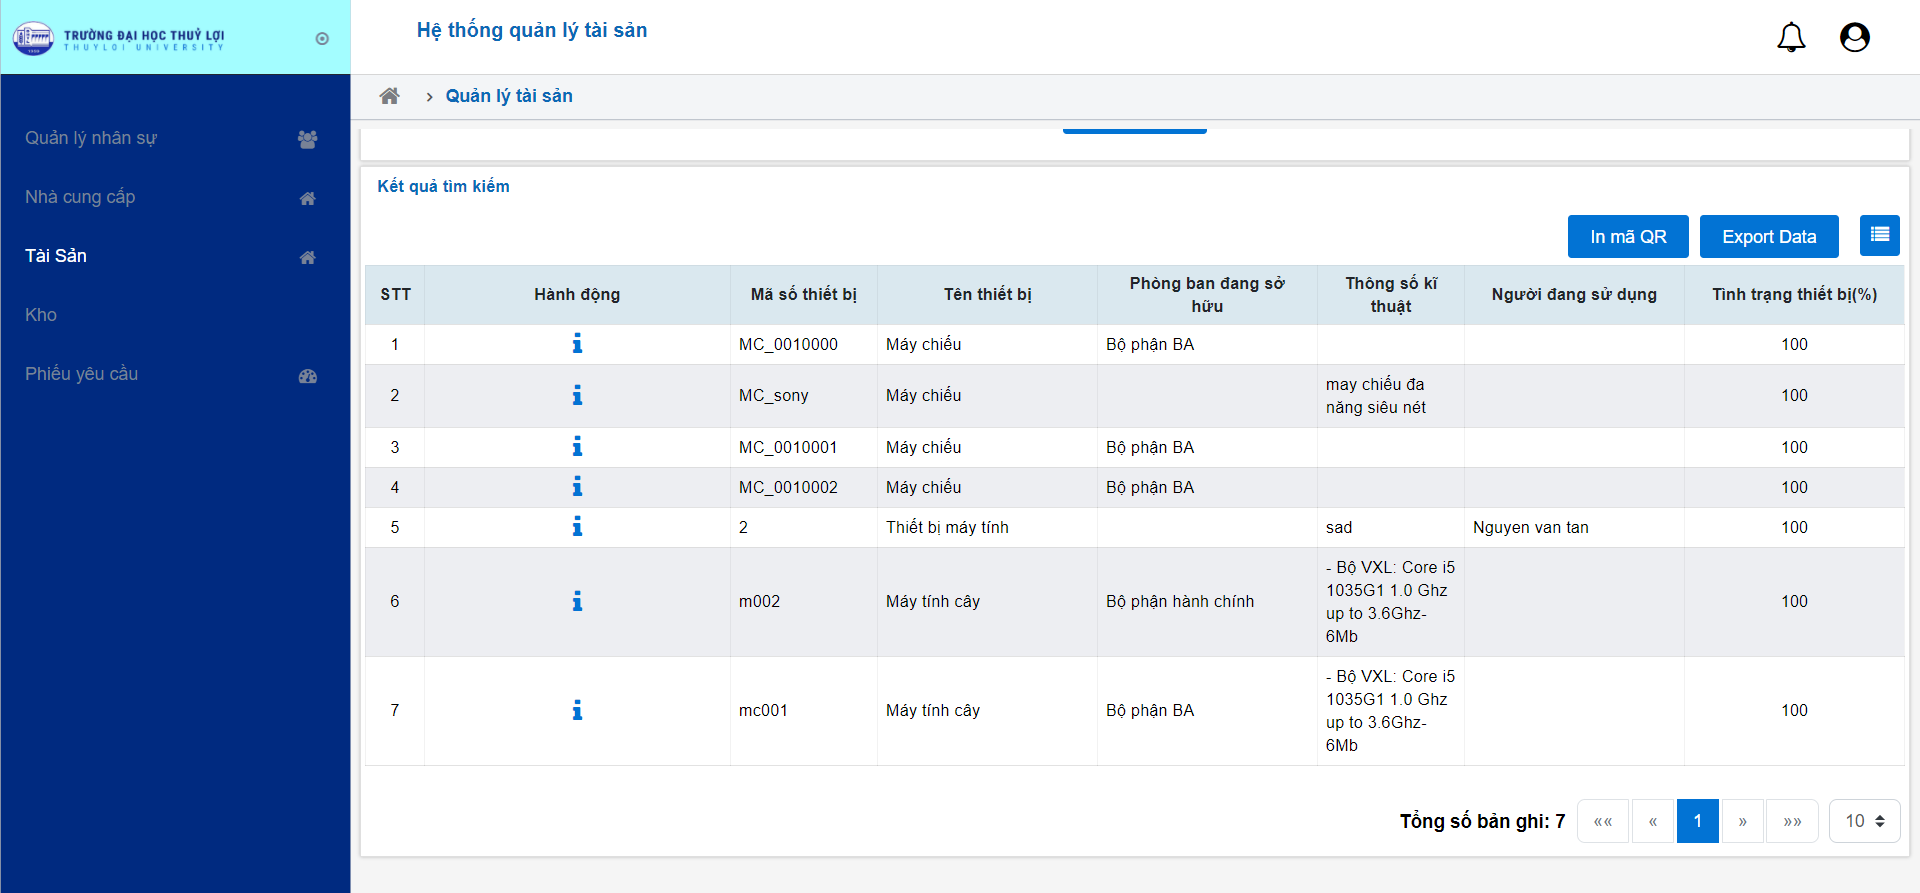 TRƯỜNG ĐẠI HỌC THUỶ LỢI
THUYLOI UNIVERSITY
Hệ thống quản lý tài sản
Quản lý tài sản
Quản lý nhân sự
Nhà cung cấp
Tài Sản
Kho
Phiếu yêu cầu
Kết quả tìm kiếm
In mã QR
Export Data
STT Hành động Mã số thiết bị Tên thiết bị Phòng ban đang sở hữu Thông số kĩ thuật Người đang sử dụng Tình trạng thiết bị(%)
1 MC_0010000 Máy chiếu Bộ phận BA 100
2 MC_sony Máy chiếu may chiếu đa năng siêu nét 100
3 MC_0010001 Máy chiếu Bộ phận BA 100
4 MC_0010002 Máy chiếu Bộ phận BA 100
5 2 Thiết bị máy tính sad Nguyen van tan 100
6 m002 Máy tính cây Bộ phận hành chính - Bộ VXL: Core i5 1035G1 1.0 Ghz up to 3.6Ghz-6Mb 100
7 mc001 Máy tính cây Bộ phận BA - Bộ VXL: Core i5 1035G1 1.0 Ghz up to 3.6Ghz-6Mb 100
Tổng số bản ghi: 7 «« « 1 » »» 10